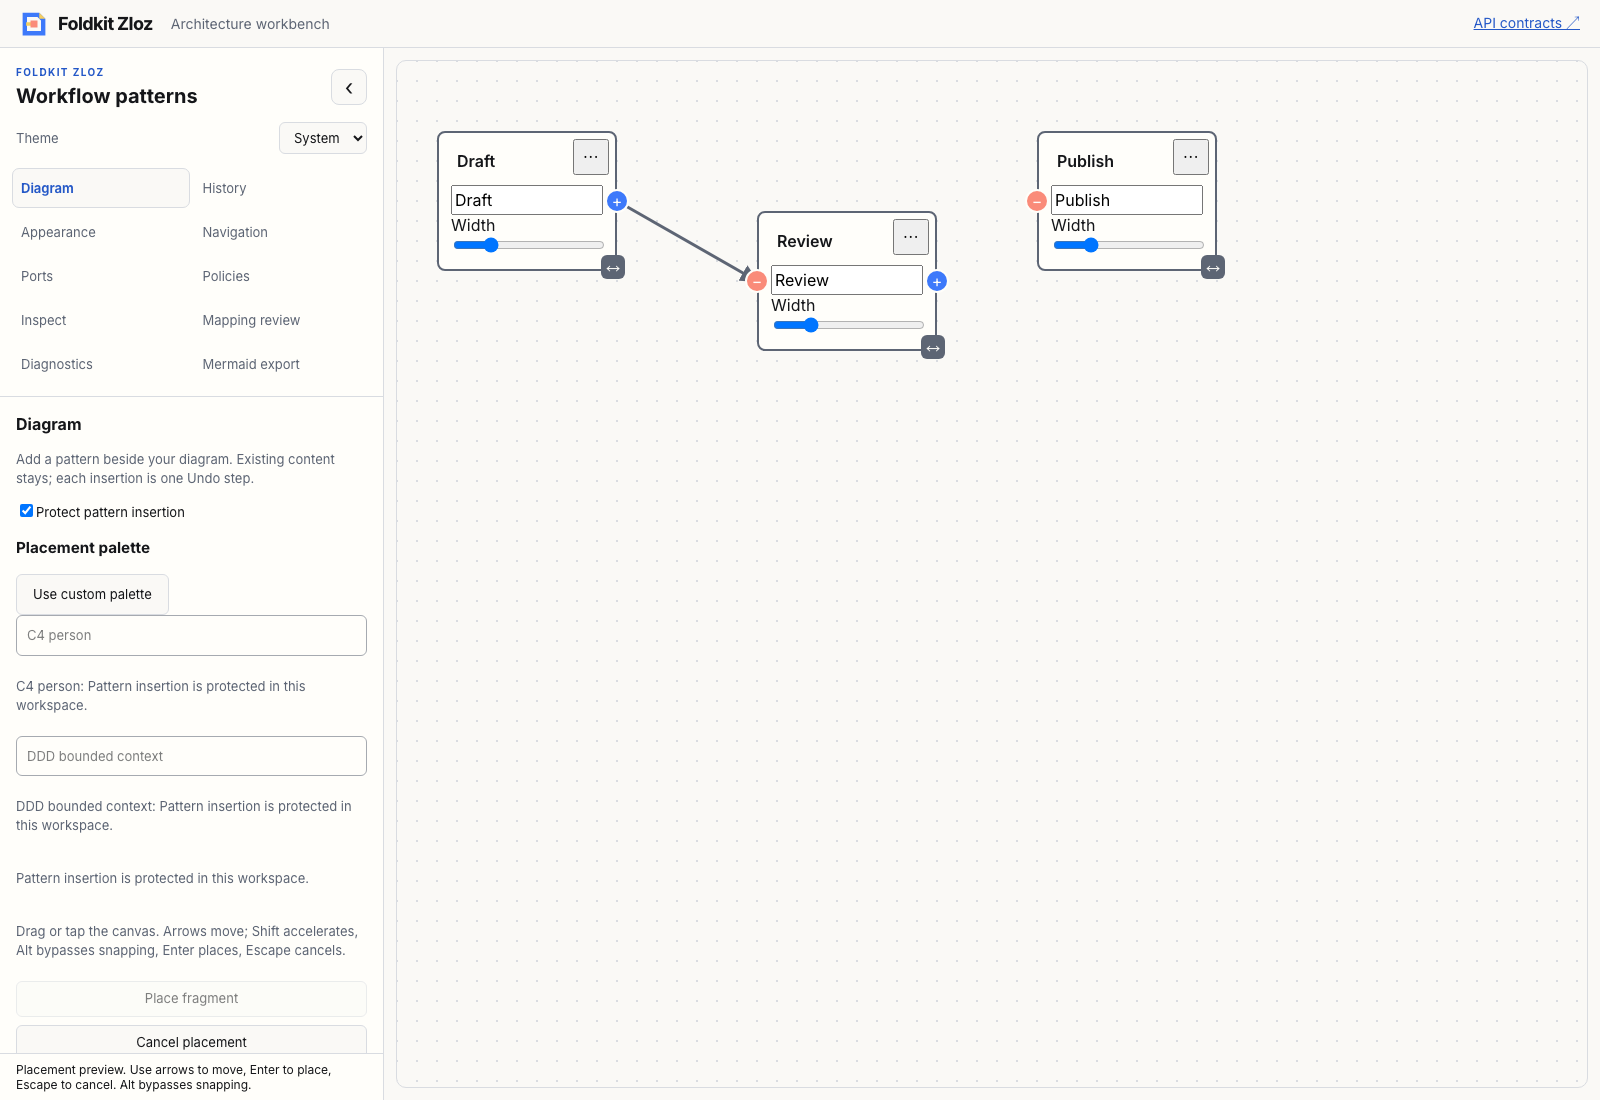 Foldkit Zloz
Architecture workbench
API contracts ↗
FOLDKIT ZLOZ
Workflow patterns
Theme
System
Diagram
History
Appearance
Navigation
Ports
Policies
Inspect
Mapping review
Diagnostics
Mermaid export
Diagram
Add a pattern beside your diagram. Existing content
stays; each insertion is one Undo step.
Protect pattern insertion
Placement palette
Use custom palette
C4 person
C4 person: Pattern insertion is protected in this
workspace.
DDD bounded context
DDD bounded context: Pattern insertion is protected in
this workspace.
Pattern insertion is protected in this workspace.
Drag or tap the canvas. Arrows move; Shift accelerates,
Alt bypasses snapping, Enter places, Escape cancels.
Place fragment
Cancel placement
Placement preview. Use arrows to move, Enter to place,
Escape to cancel. Alt bypasses snapping.
Draft
...
Draft
+
Width
↔
Review
...
−
Review
+
Width
↔
Publish
...
−
Publish
Width
↔